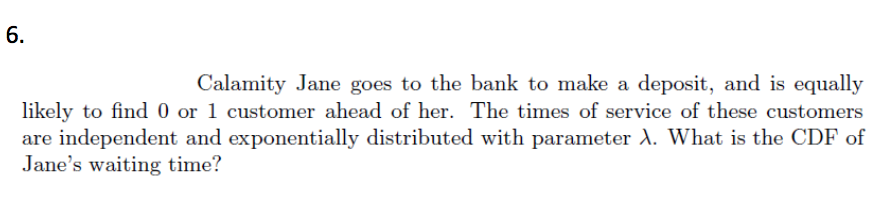 6.
Calamity Jane goes to the bank to make a deposit, and is equally
likely to find 0 or 1 customer ahead of her. The times of service of these customers
are independent and exponentially distributed with parameter λ. What is the CDF of
Jane's waiting time?